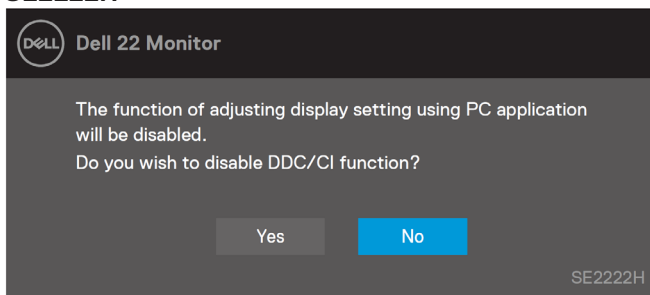 DELL
Dell 22 Monitor
The function of adjusting display setting using PC application
will be disabled.
Do you wish to disable DDC/CI function?
Yes
No
SE2222H